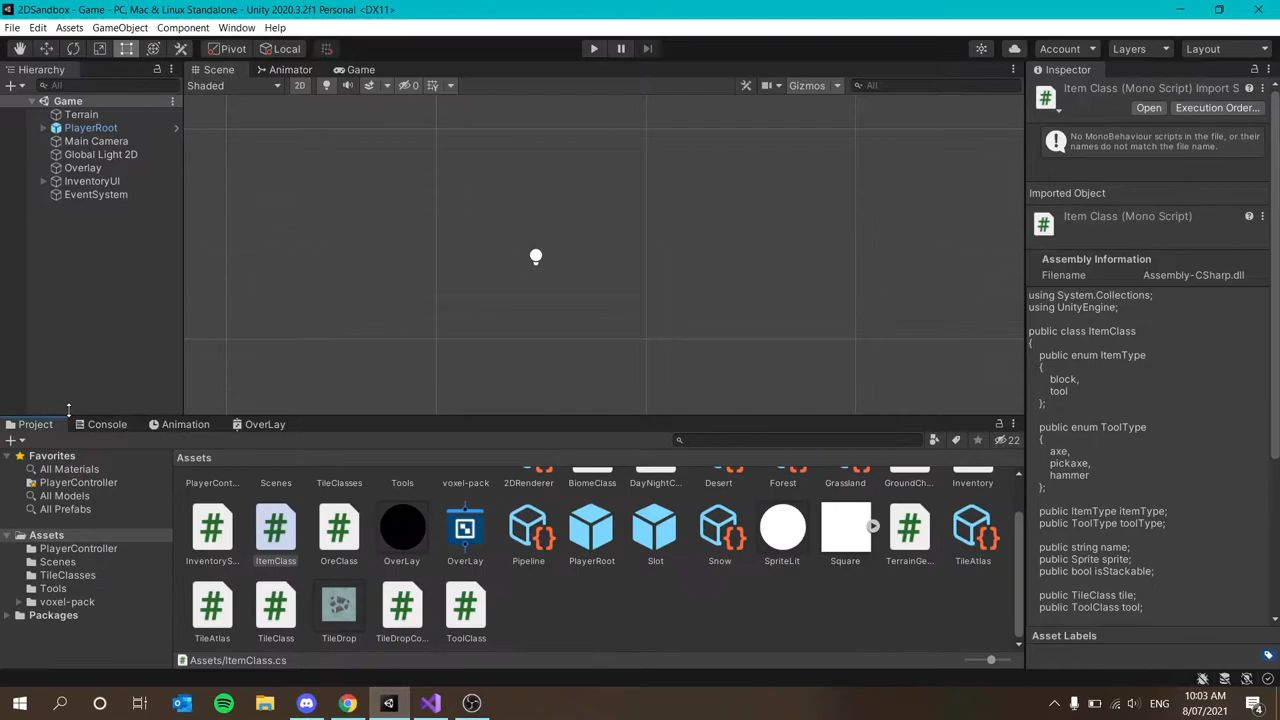 2DSandbox - Game - PC, Mac & Linux Standalone - Unity 2020.3.2f1 Personal <DX11>
File Edit Assets GameObject Component Window Help
Pivot Local Account Layers Layout
Hierarchy
All
Game
Terrain
PlayerRoot
Main Camera
Global Light 2D
Overlay
InventoryUI
EventSystem
Scene Animator Game
Shaded 2D 0 Gizmos All
Inspector
Item Class (Mono Script) Import S
Open Execution Order...
No MonoBehaviour scripts in the file, or their
names do not match the file name.
Imported Object
Item Class (Mono Script)
Assembly Information
Filename Assembly-CSharp.dll
using System.Collections;
using UnityEngine;
public class ItemClass
{
public enum ItemType
{
block,
tool
};
public enum ToolType
{
axe,
pickaxe,
hammer
};
public ItemType itemType;
public ToolType toolType;
public string name;
public Sprite sprite;
public bool isStackable;
public TileClass tile;
public ToolClass tool;
Asset Labels
Project Console Animation OverLay
22
Favorites
All Materials
PlayerController
All Models
All Prefabs
Assets
PlayerController
Scenes
TileClasses
Tools
voxel-pack
Packages
Assets
PlayerCont... Scenes TileClasses Tools voxel-pack 2DRenderer BiomeClass DayNightC... Desert Forest Grassland GroundCh... Inventory
InventoryS... ItemClass OreClass OverLay OverLay Pipeline PlayerRoot Slot Snow SpriteLit Square TerrainGe... TileAtlas
TileAtlas TileClass TileDrop TileDropCo... ToolClass
Assets/ItemClass.cs
ENG
10:03 AM
8/07/2021
4